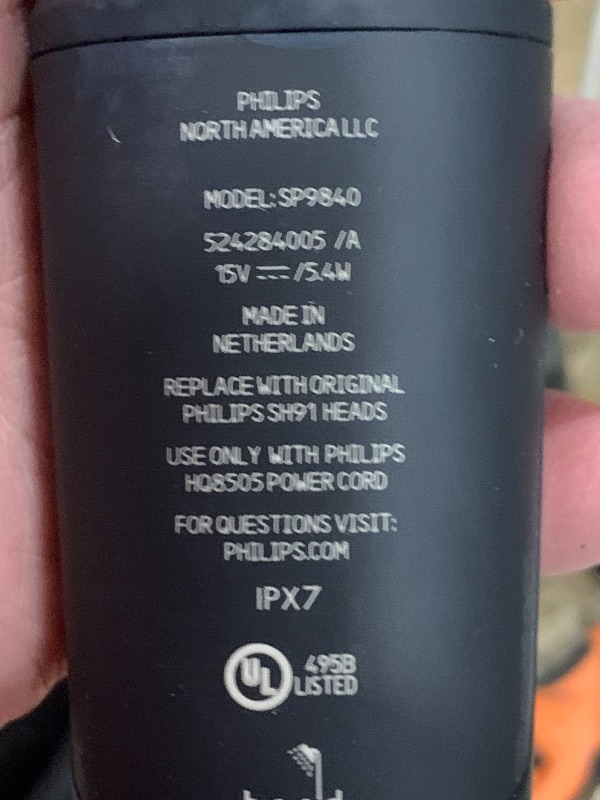 PHILIPS
NORTH AMERICA LLC
MODEL: SP9840
524284005 /A
15V /5.4W
MADE IN
NETHERLANDS
REPLACE WITH ORIGINAL
PHILIPS SH91 HEADS
USE ONLY WITH PHILIPS
HQ8505 POWER CORD
FOR QUESTIONS VISIT:
PHILIPS.COM
IPX7
UL 495B
LISTED